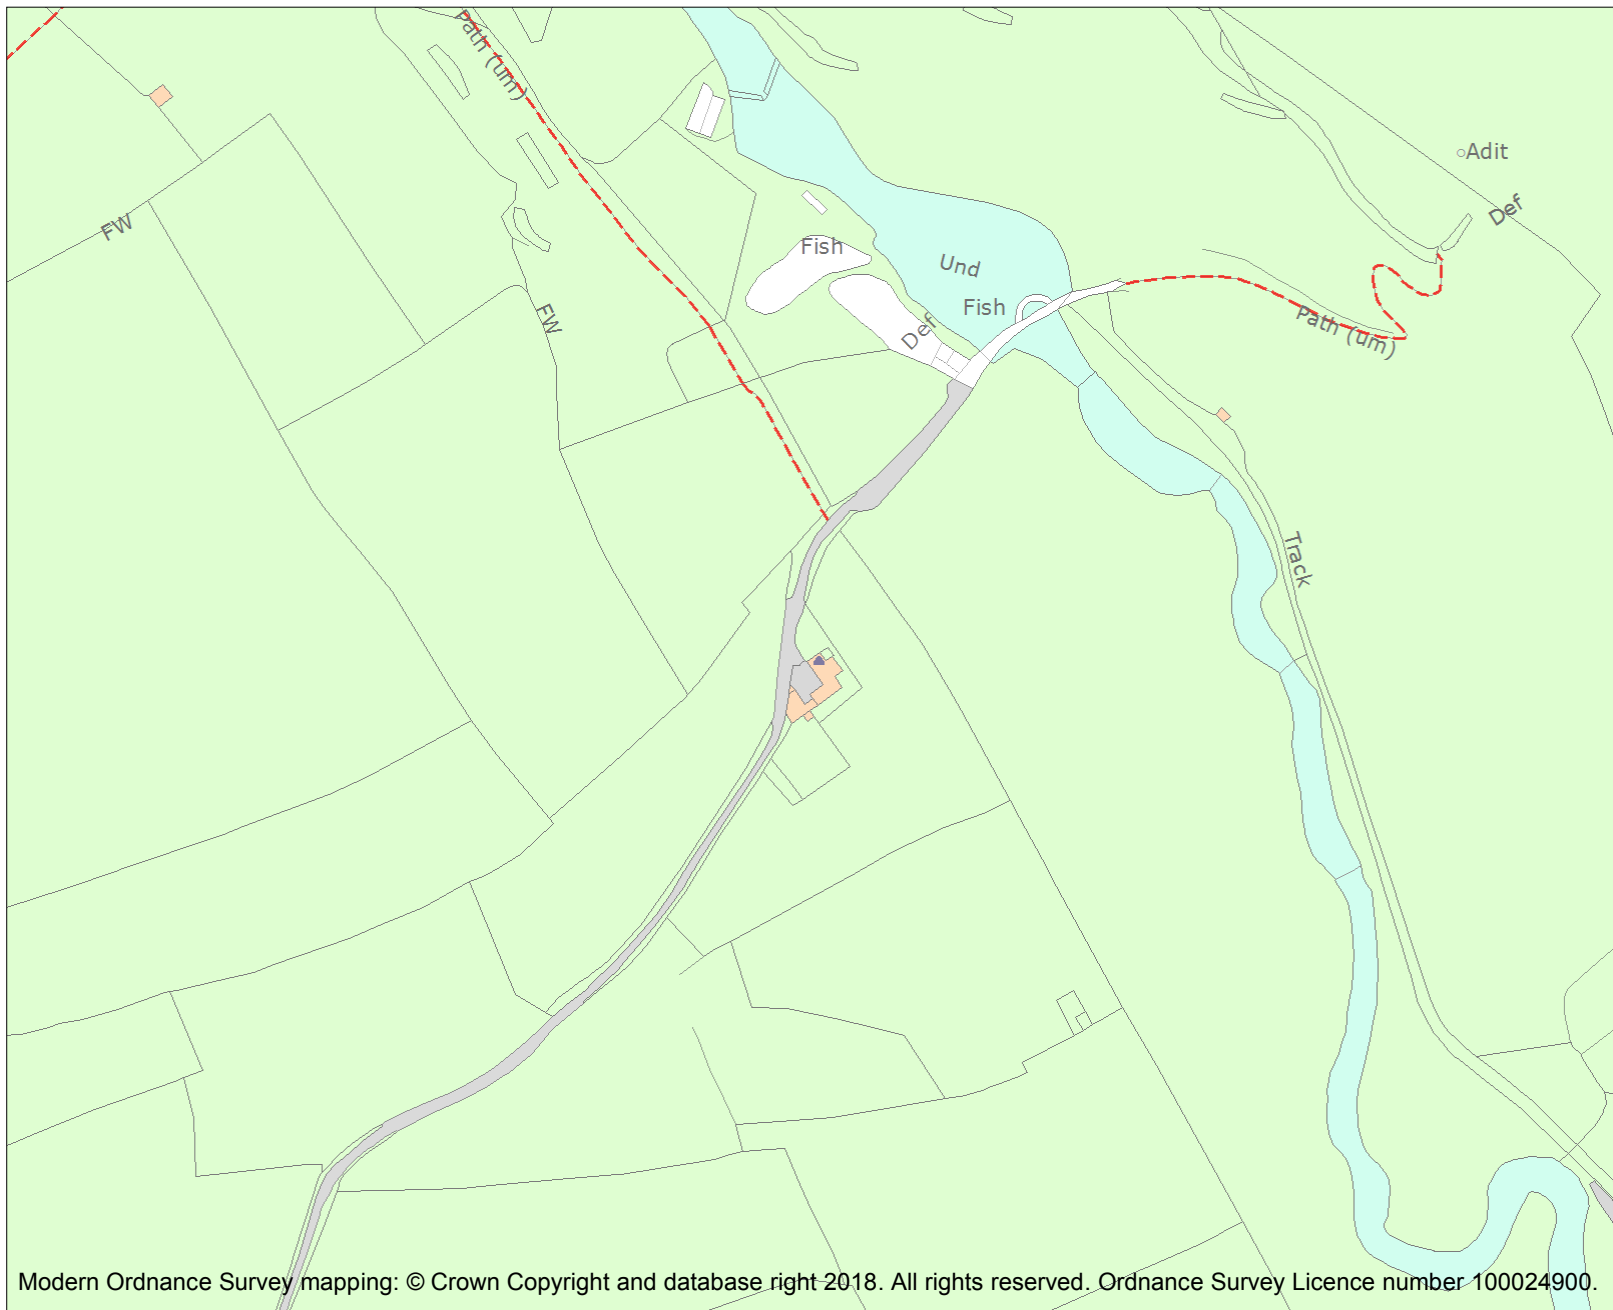 Path (um)
Adit
Def
FW
Fish
Und
Fish
FW
Def
Path (um)
Track
Modern Ordnance Survey mapping: © Crown Copyright and database right 2018. All rights reserved. Ordnance Survey Licence number 100024900.